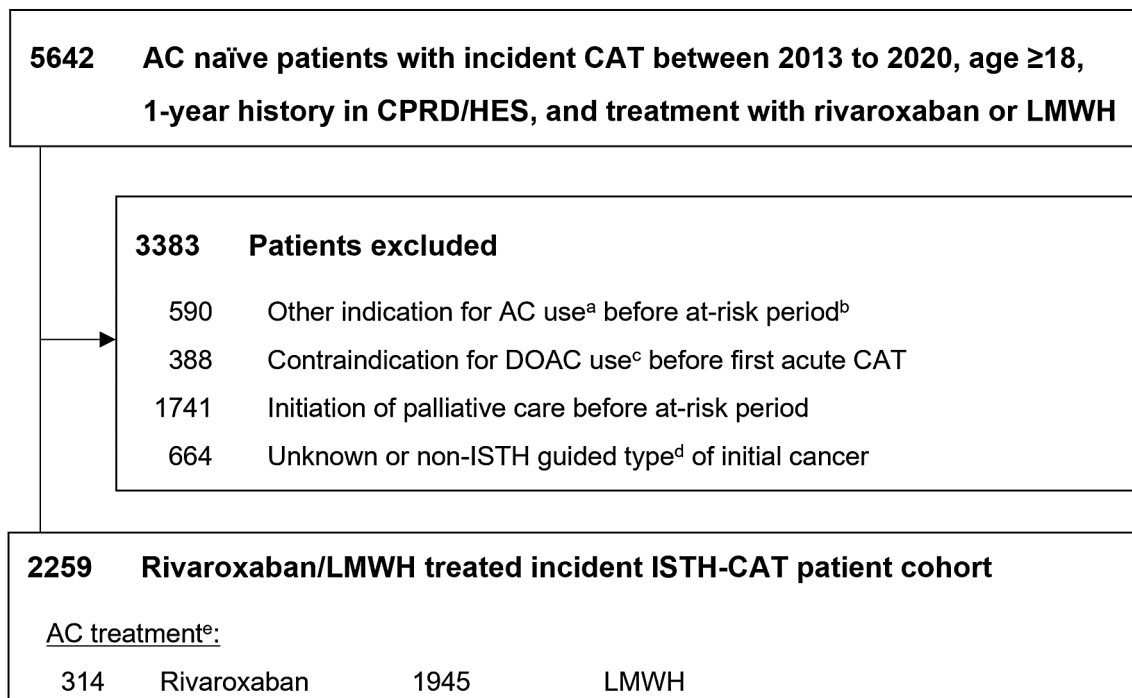 5642 AC naïve patients with incident CAT between 2013 to 2020, age ≥18,
1-year history in CPRD/HES, and treatment with rivaroxaban or LMWH
3383 Patients excluded
590 Other indication for AC useᵃ before at-risk periodᵇ
388 Contraindication for DOAC useᶜ before first acute CAT
1741 Initiation of palliative care before at-risk period
664 Unknown or non-ISTH guided typeᵈ of initial cancer
2259 Rivaroxaban/LMWH treated incident ISTH-CAT patient cohort
AC treatmentᵉ:
314 Rivaroxaban 1945 LMWH